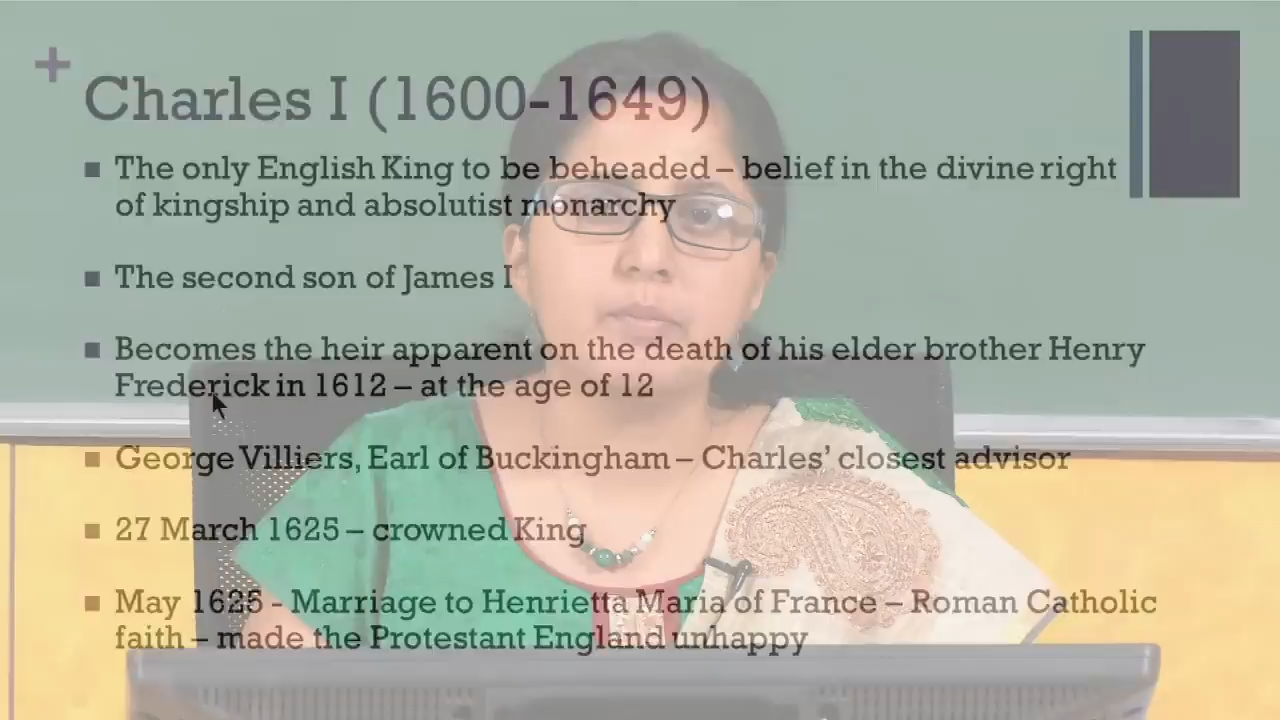 Charles I (1600-1649)
The only English King to be beheaded – belief in the divine right
of kingship and absolutist monarchy
The second son of James I
Becomes the heir apparent on the death of his elder brother Henry
Frederick in 1612 – at the age of 12
George Villiers, Earl of Buckingham – Charles' closest advisor
27 March 1625 – crowned King
May 1625 - Marriage to Henrietta Maria of France – Roman Catholic
faith – made the Protestant England unhappy